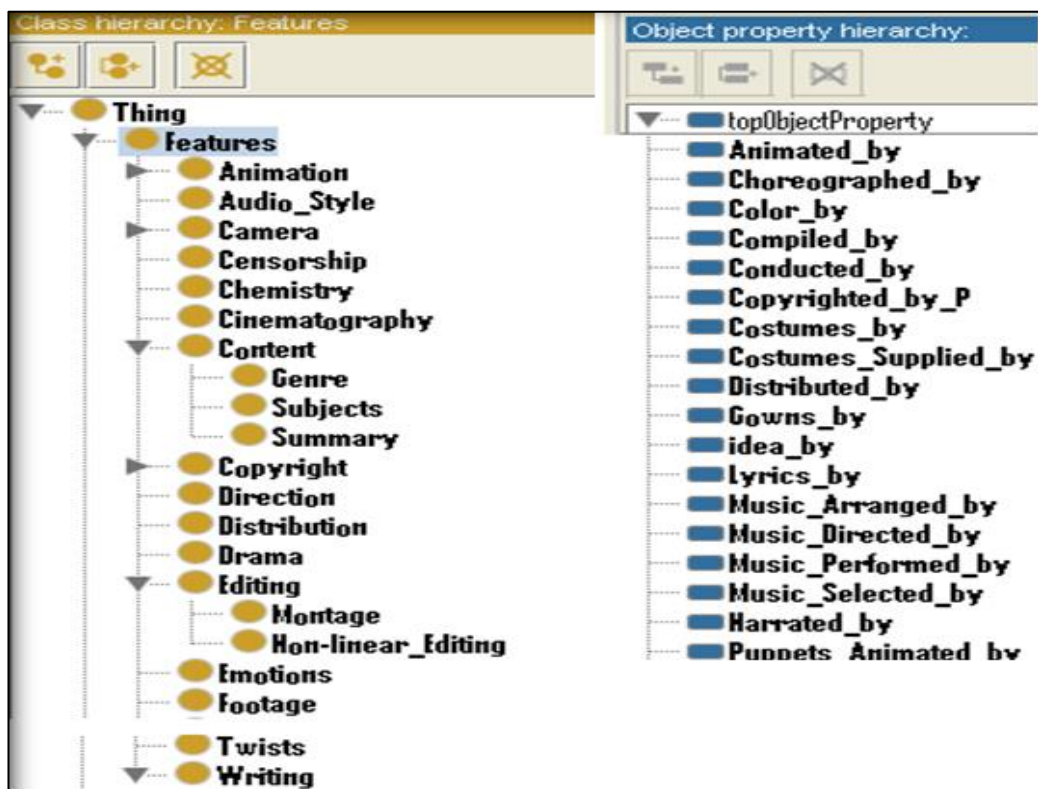 Class hierarchy: Features
Thing
Features
Animation
Audio_Style
Camera
Censorship
Chemistry
Cinematography
Content
Genre
Subjects
Summary
Copyright
Direction
Distribution
Drama
Editing
Montage
Non-linear_Editing
Emotions
Footage
Twists
Writing
Object property hierarchy:
topObjectProperty
Animated_by
Choreographed_by
Color_by
Compiled_by
Conducted_by
Copyrighted_by_P
Costumes_by
Costumes_Supplied_by
Distributed_by
Gowns_by
idea_by
Lyrics_by
Music_Arranged_by
Music_Directed_by
Music_Performed_by
Music_Selected_by
Narrated_by
Puppets_Animated_by